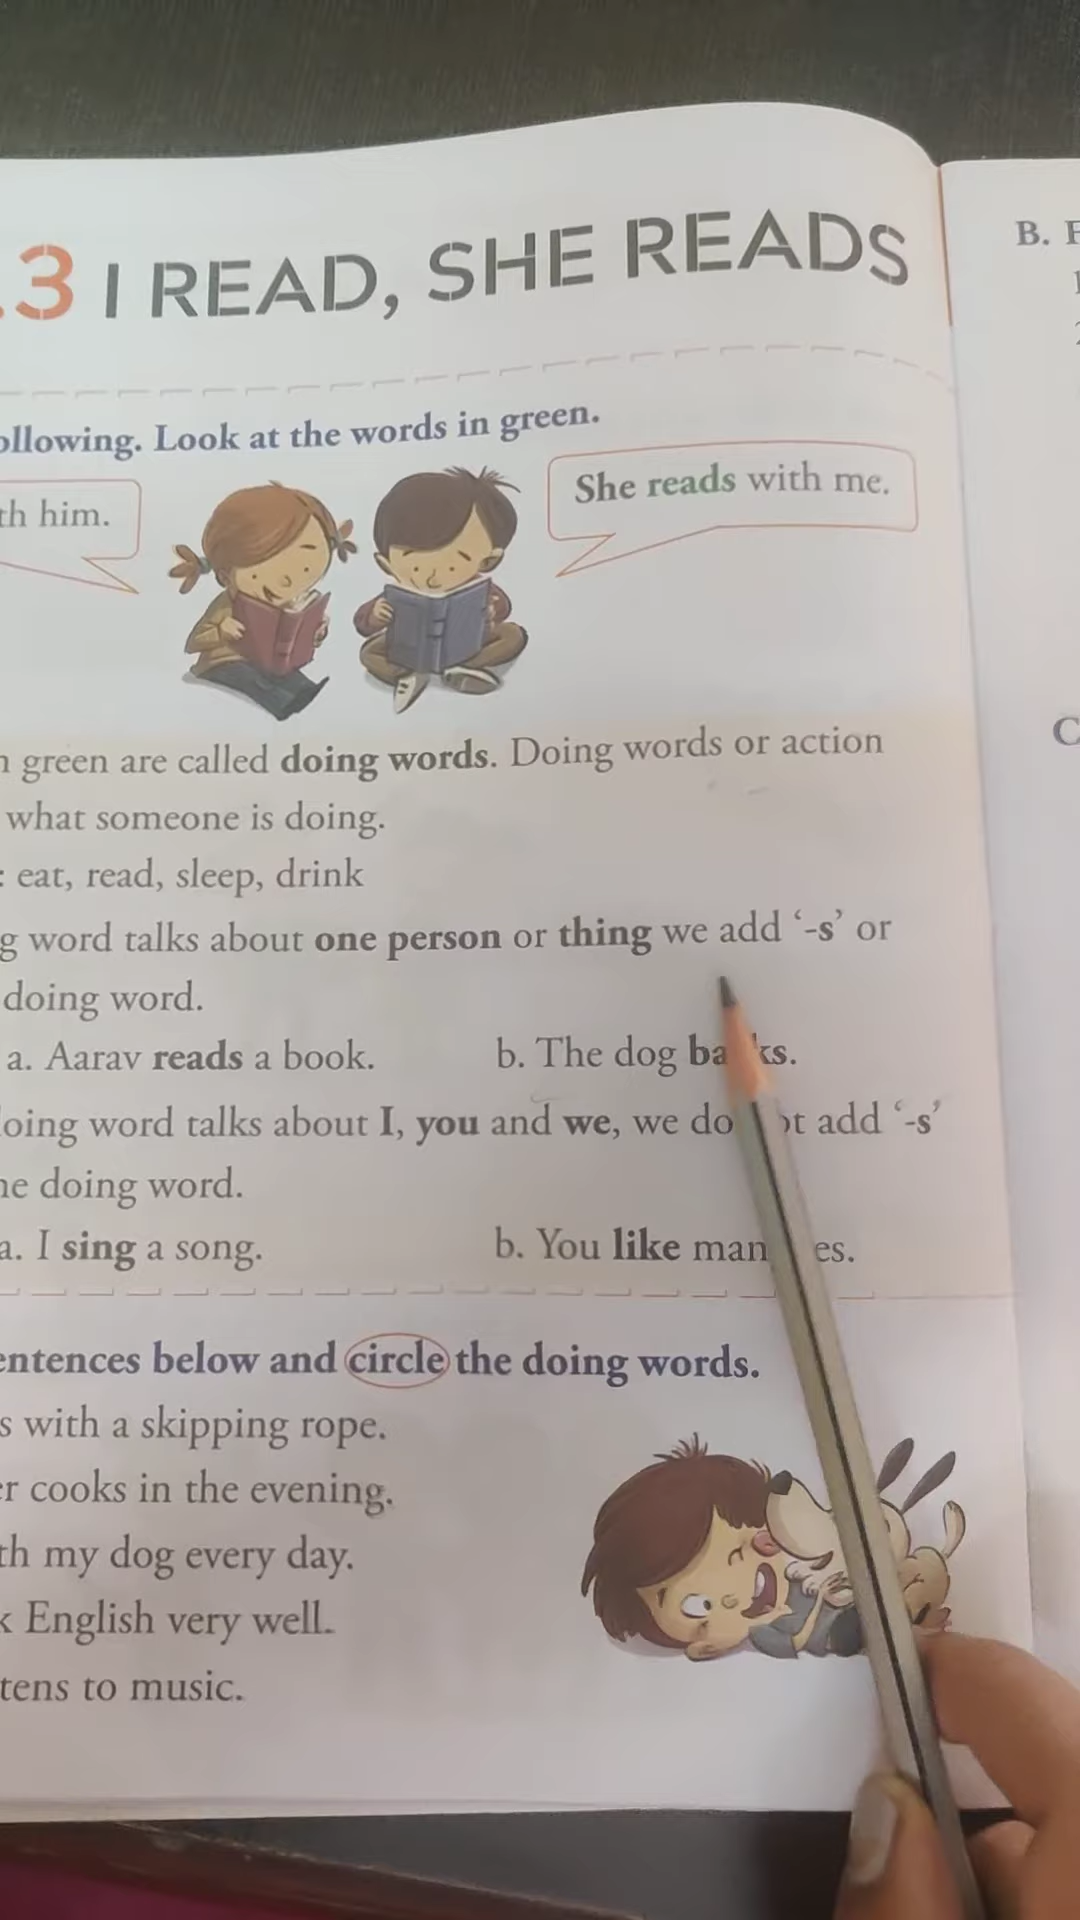 .3 I READ, SHE READS
ollowing. Look at the words in green.
th him.
She reads with me.
n green are called doing words. Doing words or action
what someone is doing.
: eat, read, sleep, drink
g word talks about one person or thing we add ‘-s’ or
doing word.
a. Aarav reads a book.
b. The dog ks.
oing word talks about I, you and we, we do add ‘-s’
he doing word.
a. I sing a song.
b. You like es.
entences below and circle the doing words.
s with a skipping rope.
er cooks in the evening.
th my dog every day.
k English very well.
tens to music.
B.
C